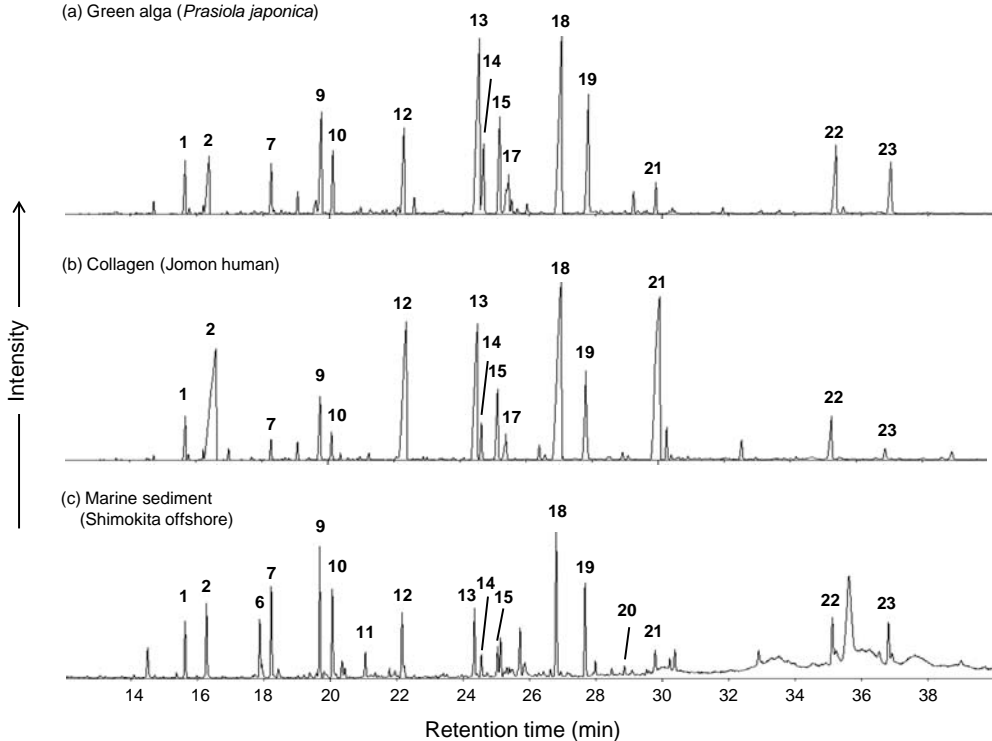 (a) Green alga (Prasiola japonica)
1 2 7 9 10 12 13 14 15 17 18 19 21 22 23
(b) Collagen (Jomon human)
1 2 7 9 10 12 13 14 15 17 18 19 21 22 23
(c) Marine sediment
(Shimokita offshore)
1 2 6 7 9 10 11 12 13 14 15 18 19 20 21 22 23
14 16 18 20 22 24 26 28 30 32 34 36 38
Retention time (min)
Intensity